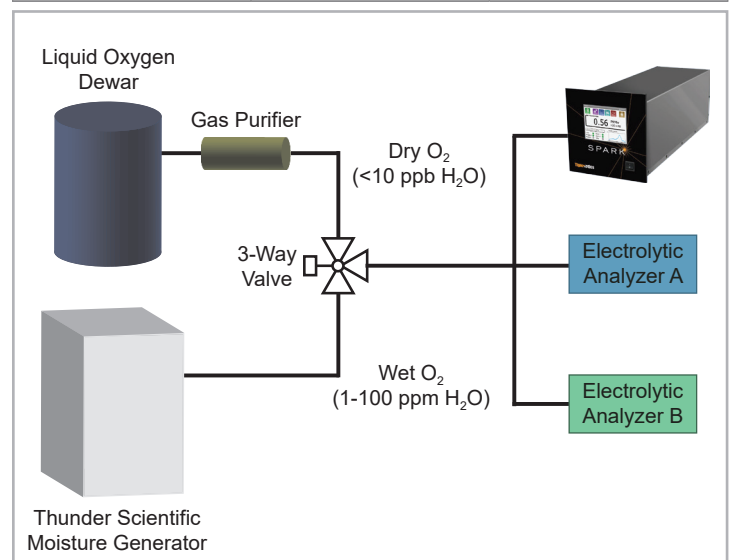 Liquid Oxygen
Dewar
Gas Purifier
Dry O₂
(<10 ppb H₂O)
0.56
SPARK
3-Way
Valve
Electrolytic
Analyzer A
Wet O₂
(1-100 ppm H₂O)
Electrolytic
Analyzer B
Thunder Scientific
Moisture Generator